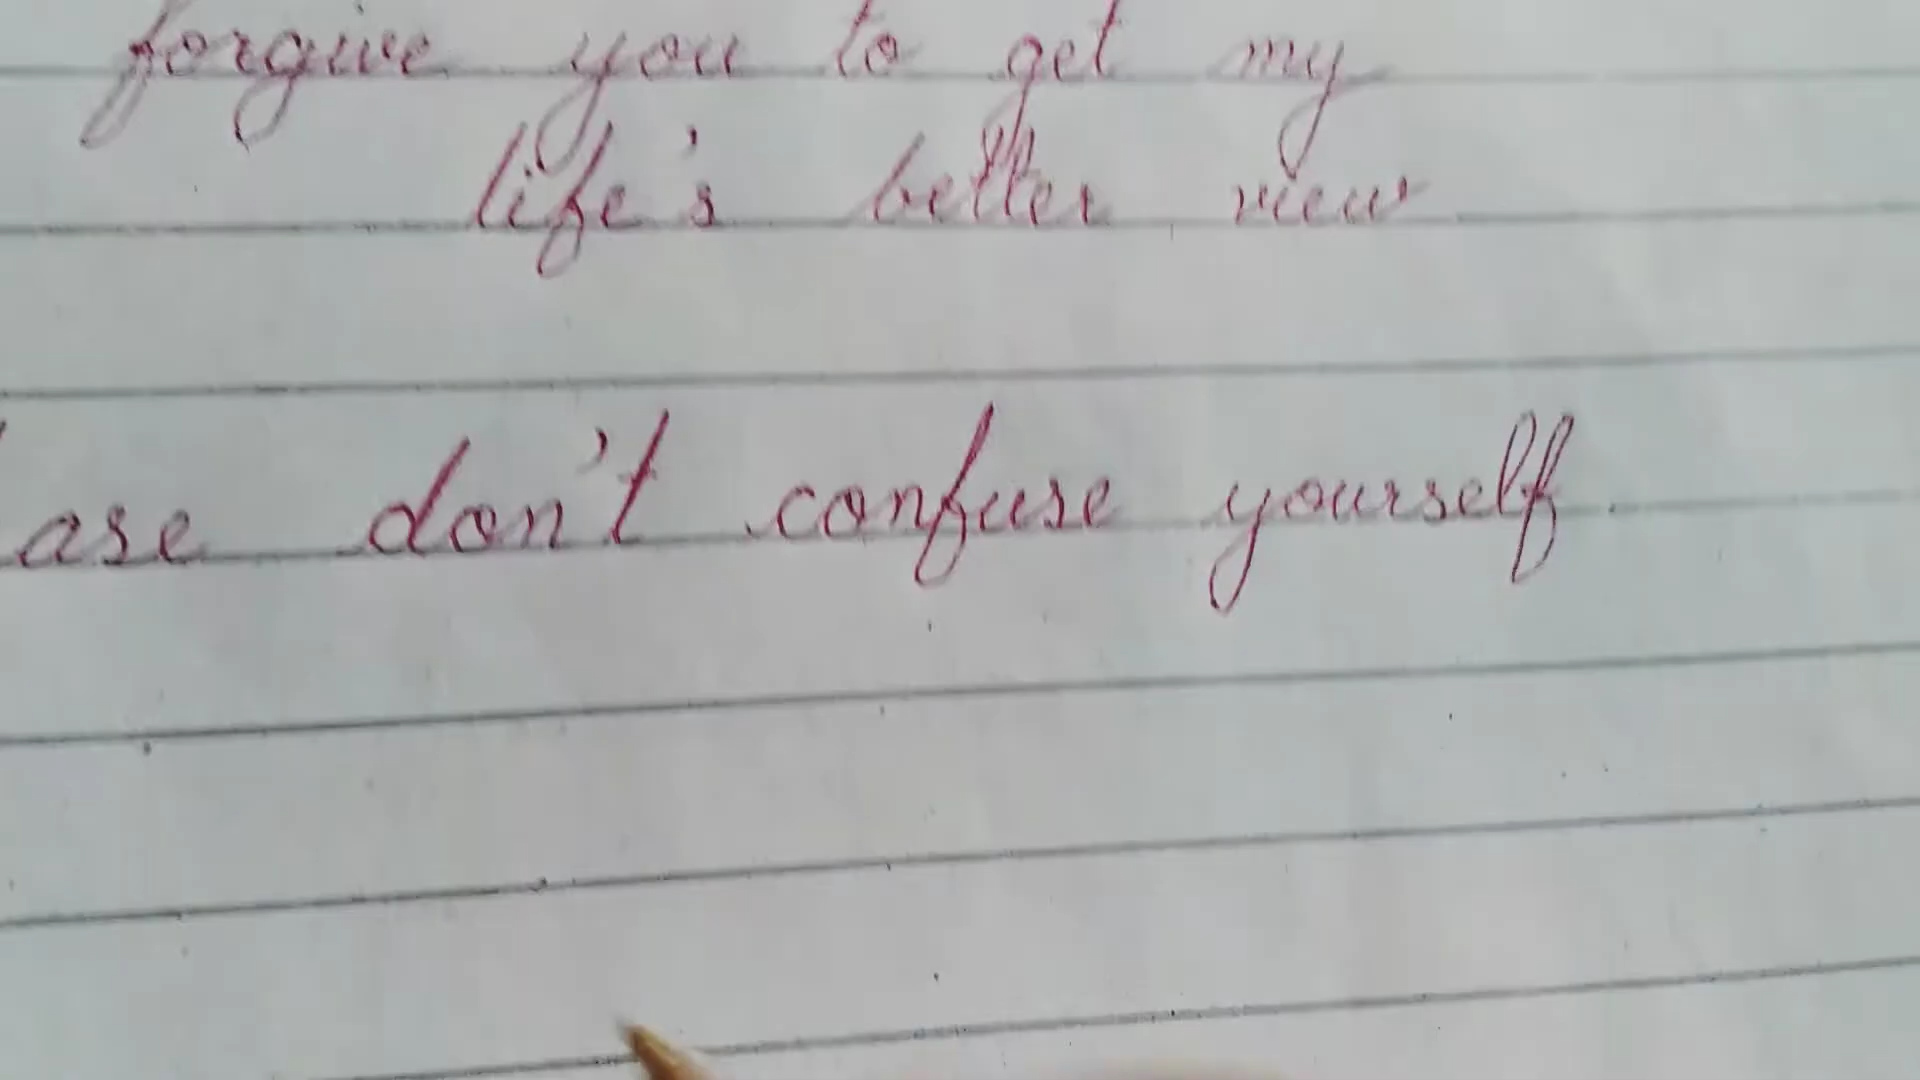 forgive you to get my
life's better view
ase don't confuse yourself